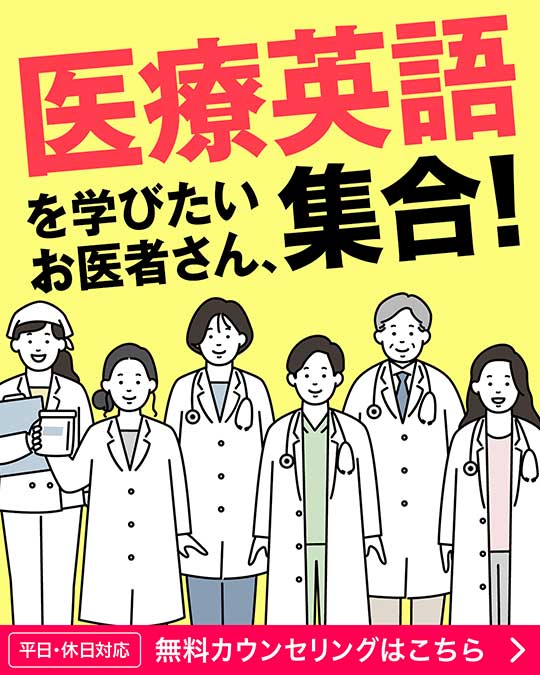 医療英語
を学びたい
お医者さん、集合！
平日・休日対応
無料カウンセリングはこちら